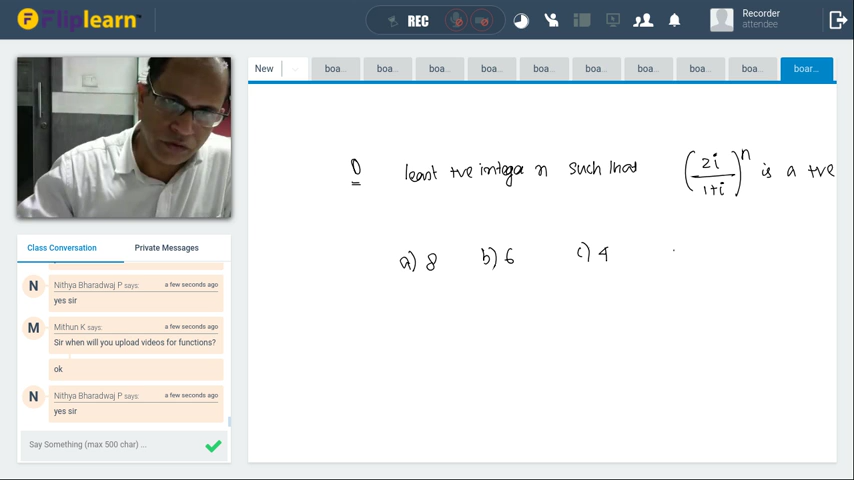 Fliplearn
REC
Recorder
attendee
New
boa...
boa...
boa...
boa...
boa...
boa...
boa...
boa...
boa...
boar...
least +ve integer n such that (2i/1+i)^n is a +ve
a) 8 b) 6 c) 4
Class Conversation
Private Messages
N
Nithya Bharadwaj P says:
a few seconds ago
yes sir
M
Mithun K says:
a few seconds ago
Sir when will you upload videos for functions?
ok
N
Nithya Bharadwaj P says:
a few seconds ago
yes sir
Say Something (max 500 char) ...